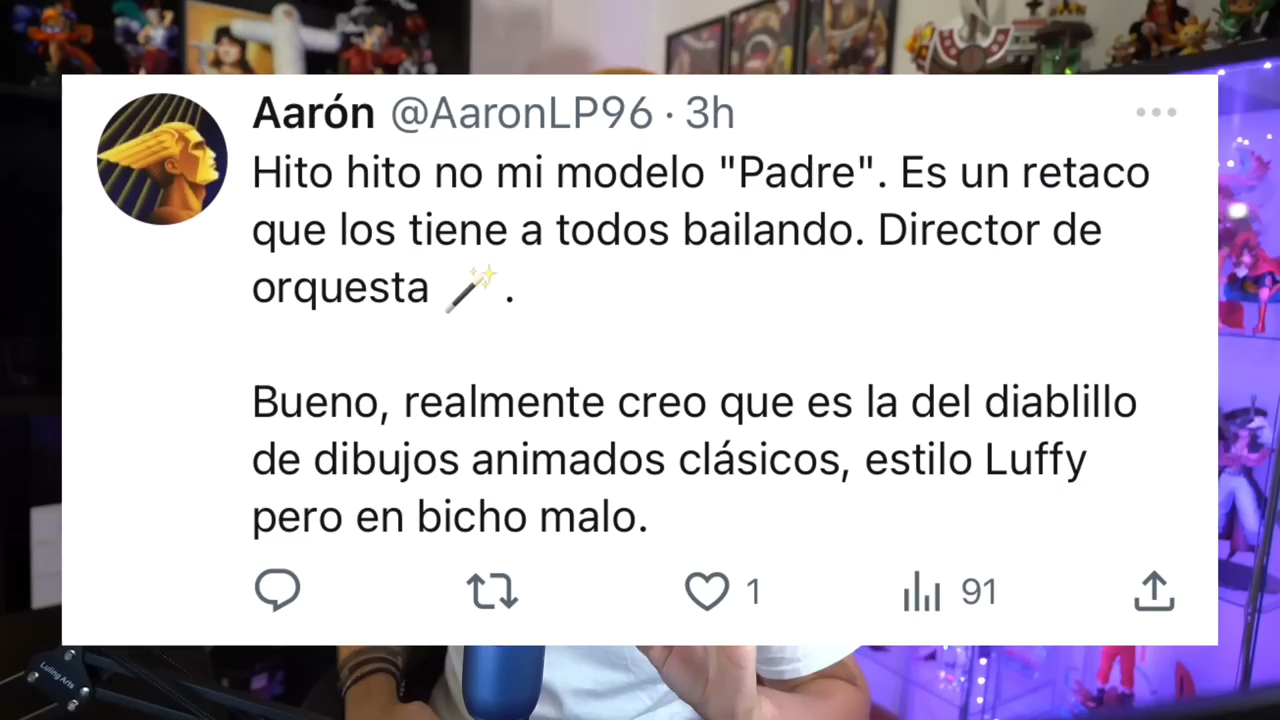 Aarón @AaronLP96 · 3h
Hito hito no mi modelo "Padre". Es un retaco
que los tiene a todos bailando. Director de
orquesta 🪄.
Bueno, realmente creo que es la del diablillo
de dibujos animados clásicos, estilo Luffy
pero en bicho malo.
1 91
LulingArts